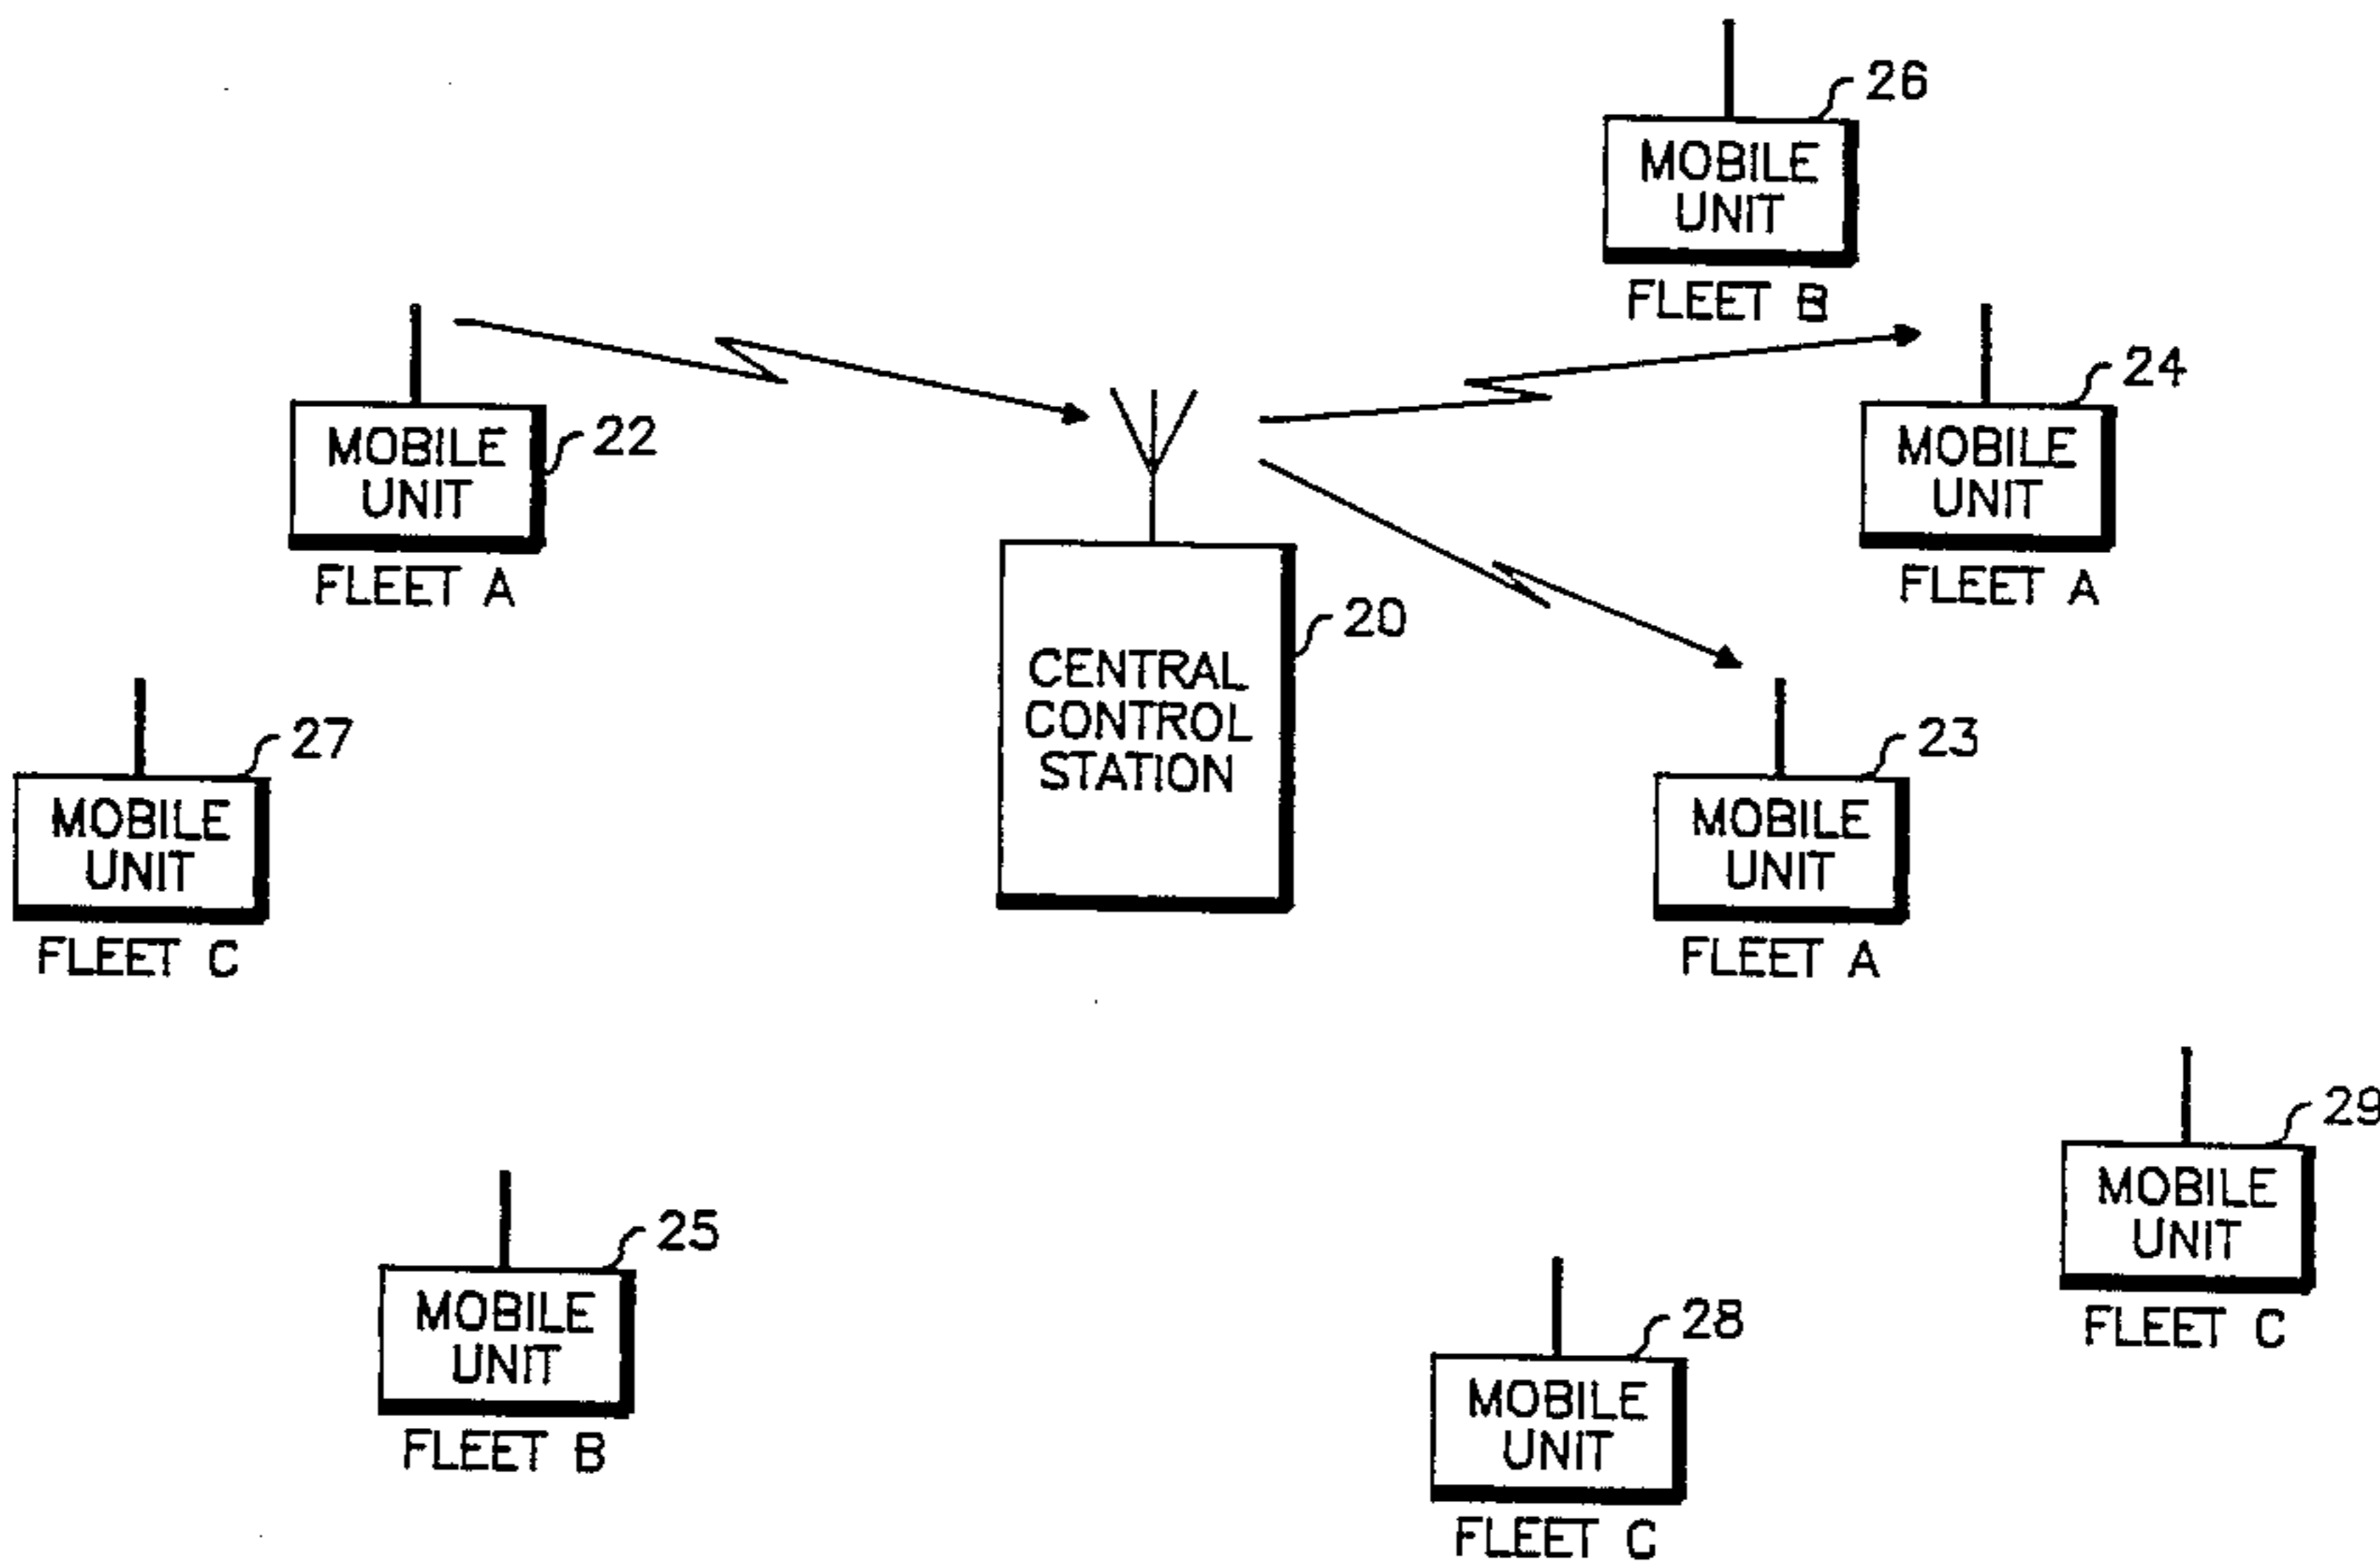 26
MOBILE
UNIT
FLEET B
22
MOBILE
UNIT
FLEET A
24
MOBILE
UNIT
FLEET A
20
CENTRAL
CONTROL
STATION
27
MOBILE
UNIT
FLEET C
23
MOBILE
UNIT
FLEET A
29
MOBILE
UNIT
FLEET C
25
MOBILE
UNIT
FLEET B
28
MOBILE
UNIT
FLEET C